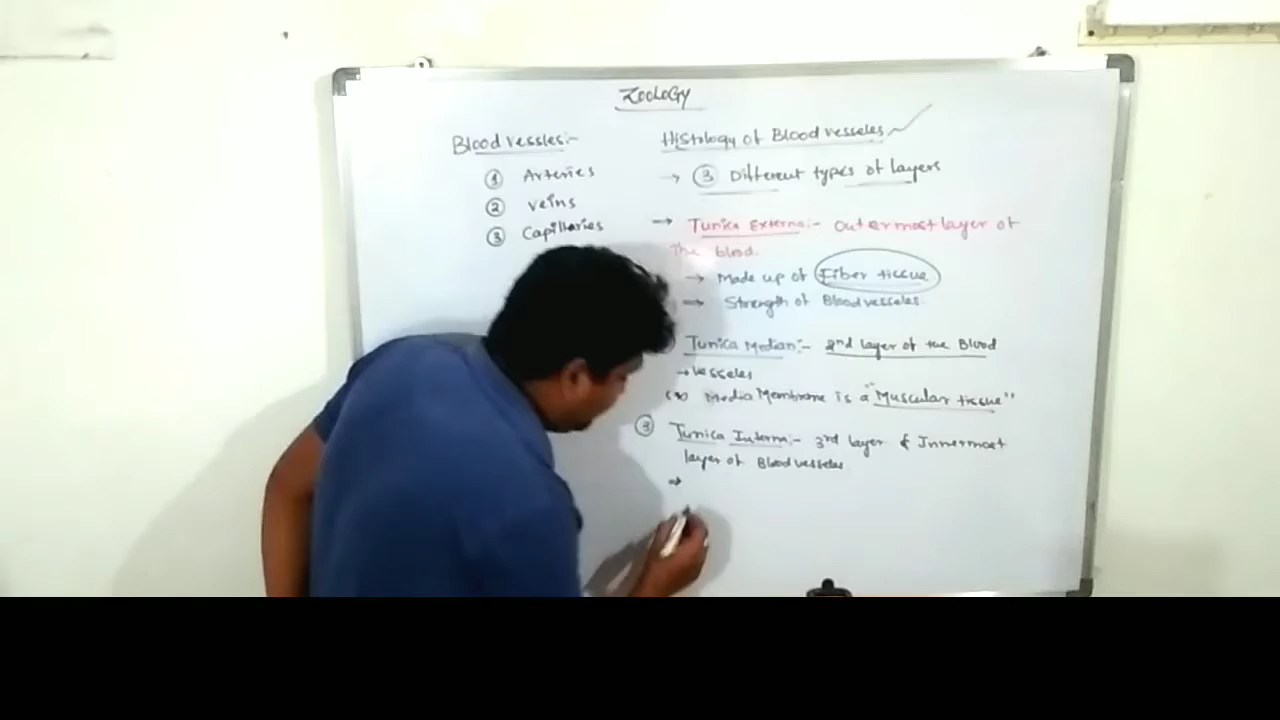 ZOOLOGY
Blood vessles:-
① Arteries
② veins
③ Capillaries
Histology of Blood vesseles
→ ③ Different types of layers
→ Tunica Externa:- outermost layer of
The blood.
→ Made up of Fiber tissue
→ Strength of Blood vesseles.
Tunica Median:- 2nd layer of the Blood
→ vesseles
Media Membrane is a "Muscular tissue"
③ Tunica Interna:- 3rd layer & Innermost
layer of Blood vesseles
→